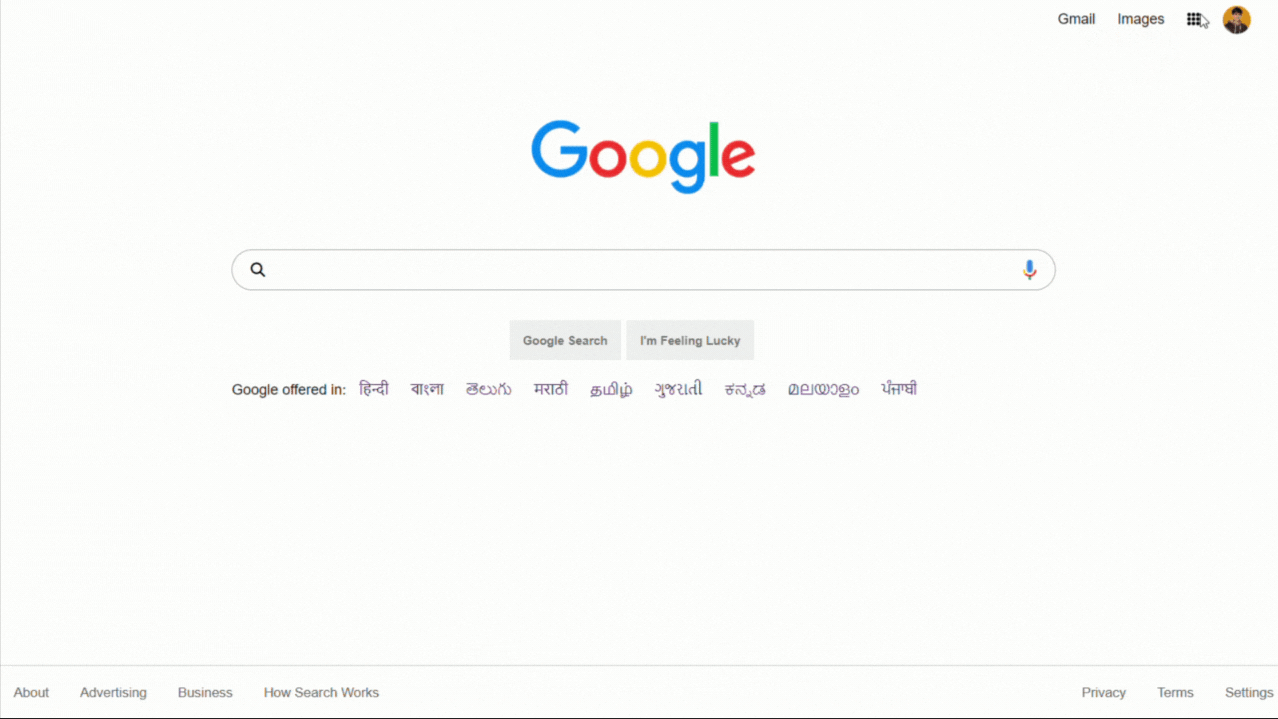 Gmail Images
Google
Google Search I'm Feeling Lucky
Google offered in: हिन्दी বাংলা తెలుగు मराठी தமிழ் ગુજરાતી ಕನ್ನಡ മലയാളം ਪੰਜਾਬੀ
About Advertising Business How Search Works Privacy Terms Settings